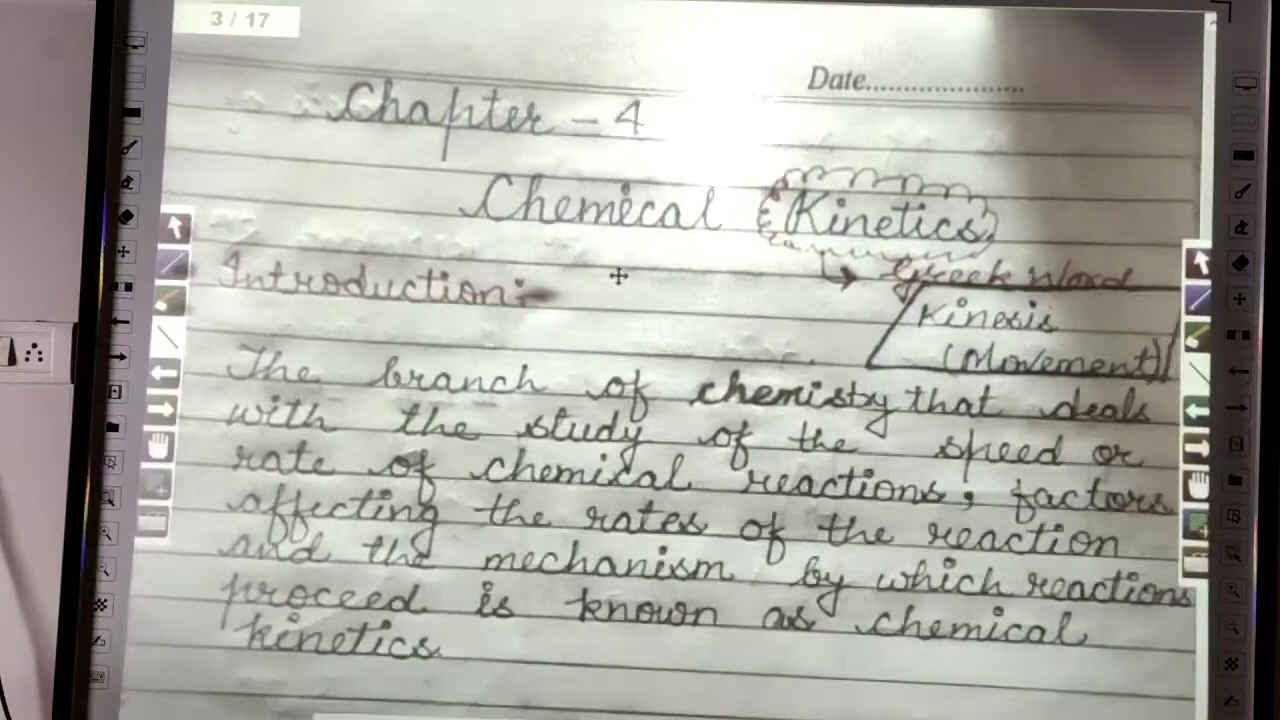 3 / 17
Date.....................
Chapter - 4
Chemical Kinetics
Greek Word
Introduction :-
Kinesis
(Movement)
The branch of chemistry that deals
with the study of the speed or
rate of chemical reactions, factors
affecting the rates of the reaction
and the mechanism by which reactions
proceed is known as chemical
kinetics.